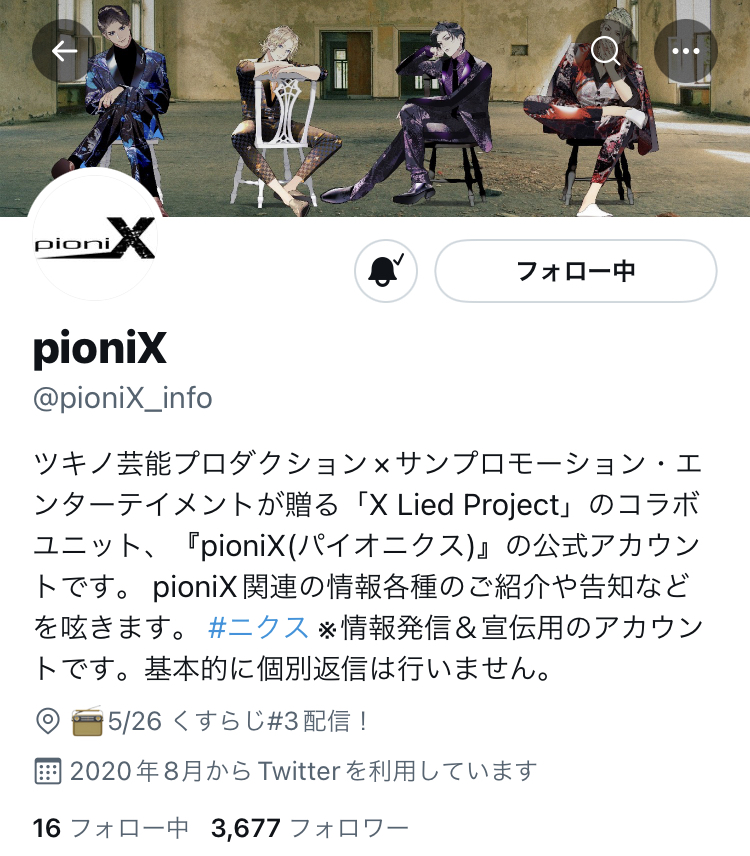 pioniX
フォロー中
pioniX
@pioniX_info
ツキノ芸能プロダクション×サンプロモーション・エ
ンターテイメントが贈る「X Lied Project」のコラボ
ユニット、『pioniX(パイオニクス)』の公式アカウン
トです。 pioniX関連の情報各種のご紹介や告知など
を呟きます。 #ニクス ※情報発信＆宣伝用のアカウン
トです。基本的に個別返信は行いません。
5/26 くすらじ#3配信！
2020年8月からTwitterを利用しています
16 フォロー中 3,677 フォロワー